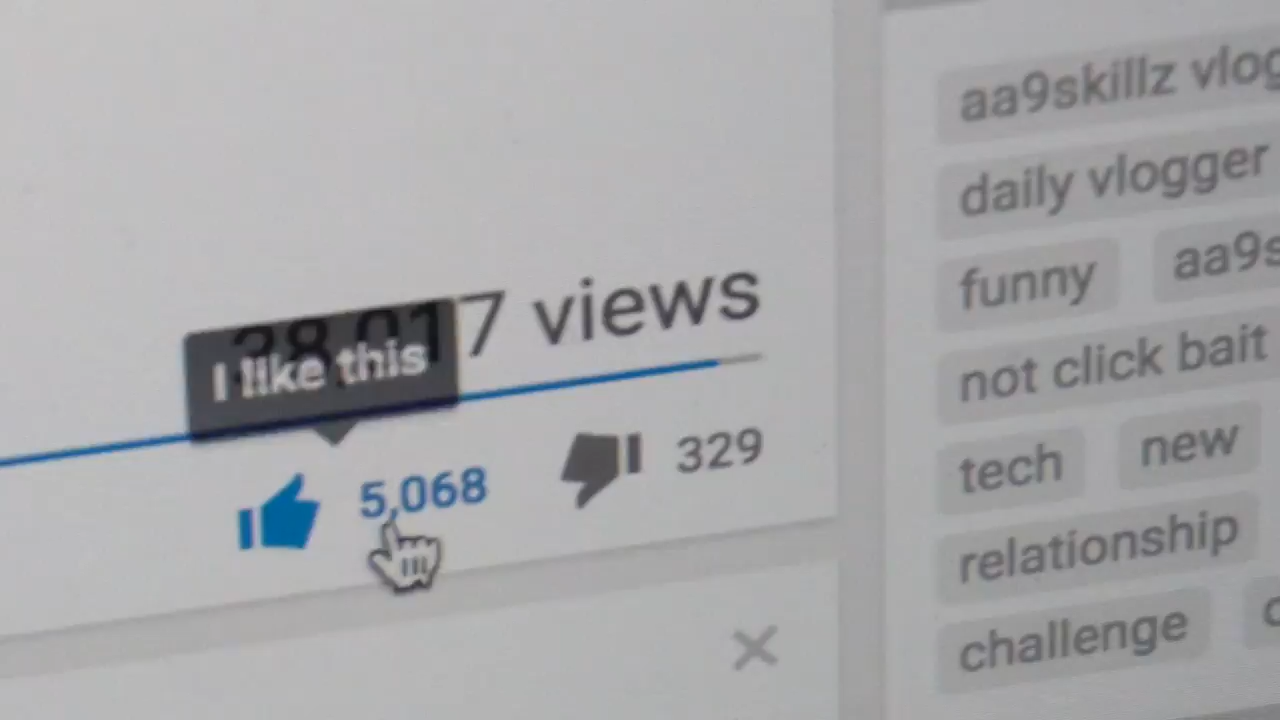 38,017 views
I like this
5,068 329
aa9skillz vlog
daily vlogger
funny aa9s
not click bait
tech new
relationship
challenge